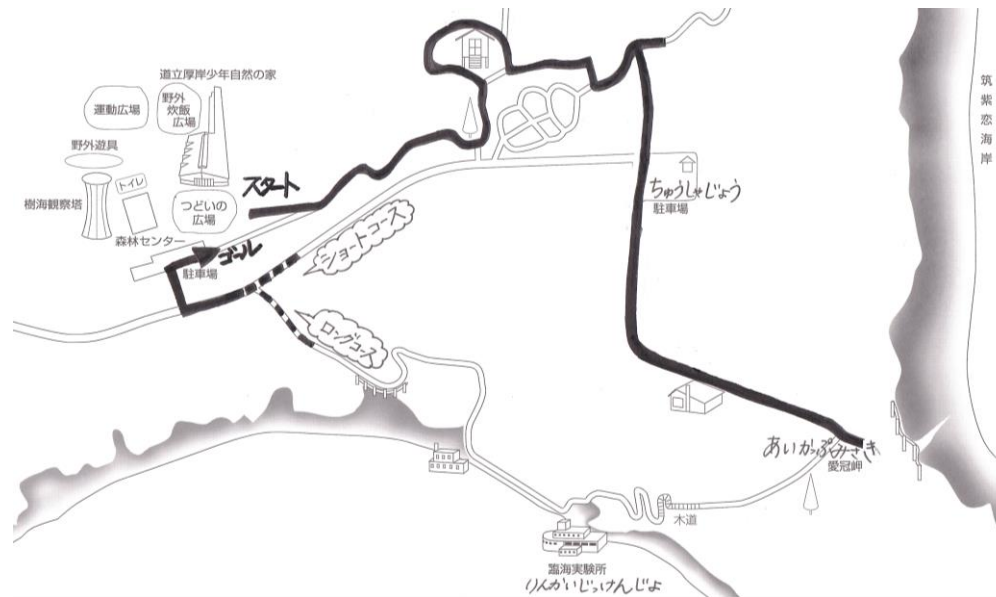 道立厚岸少年自然の家
運動広場
野外
炊飯
広場
野外遊具
トイレ
樹海観察塔
つどいの
広場
森林センター
駐車場
スタート
ゴール
ショートコース
ロングコース
ちゅうしゃじょう
駐車場
筑紫恋海岸
あいかっぷみさき
愛冠岬
木道
臨海実験所
りんかいじっけんじょ